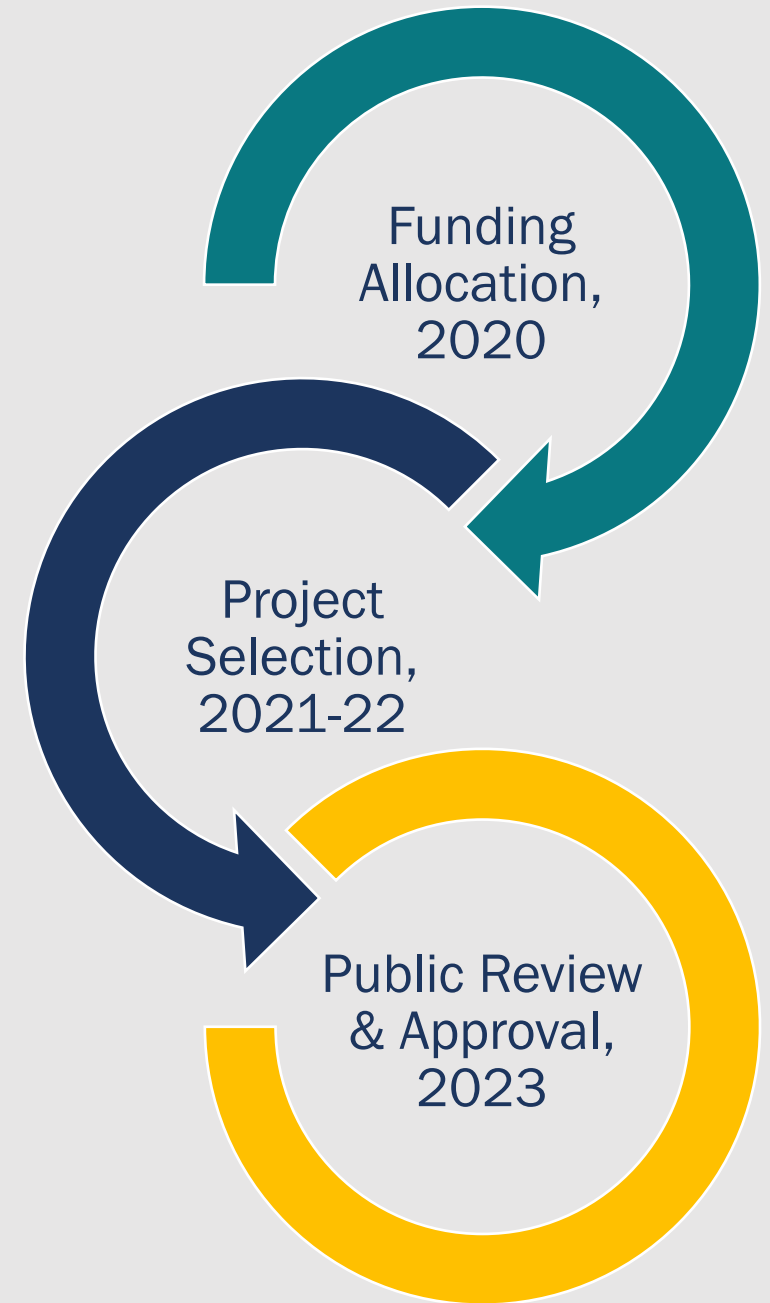 Funding
Allocation,
2020
Project
Selection,
2021-22
Public Review
& Approval,
2023